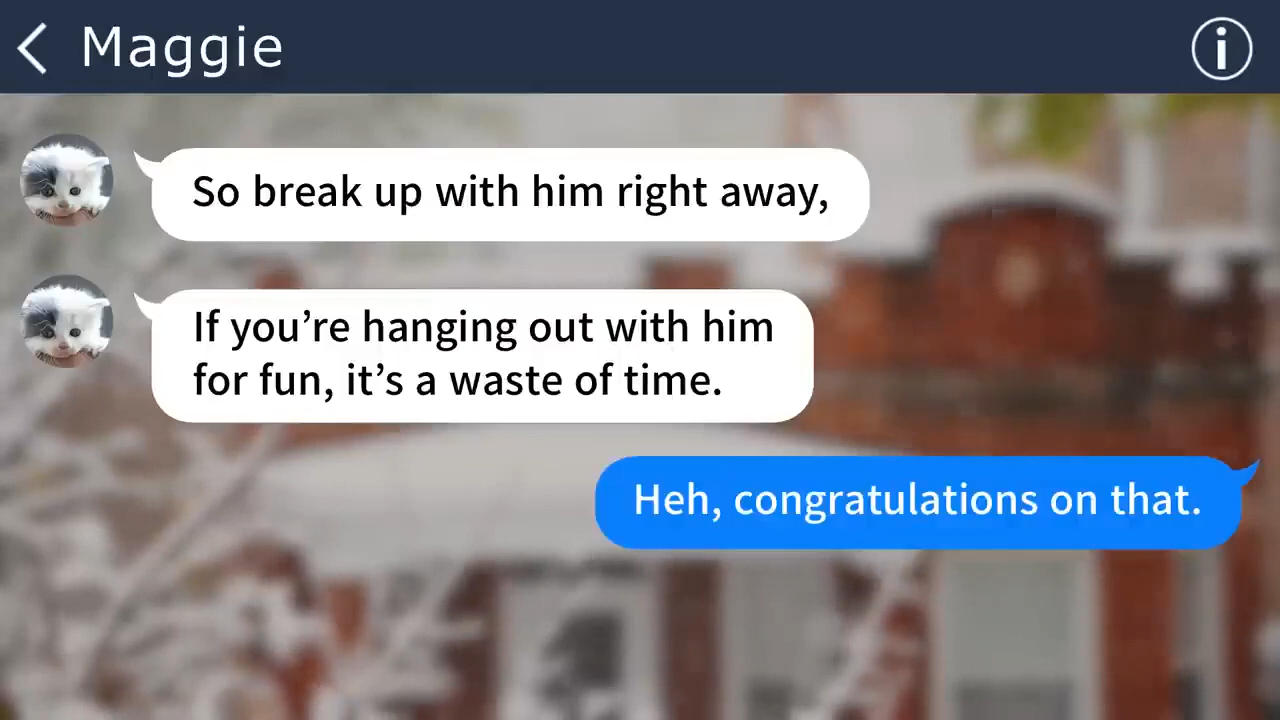 Maggie
So break up with him right away,
If you’re hanging out with him
for fun, it’s a waste of time.
Heh, congratulations on that.